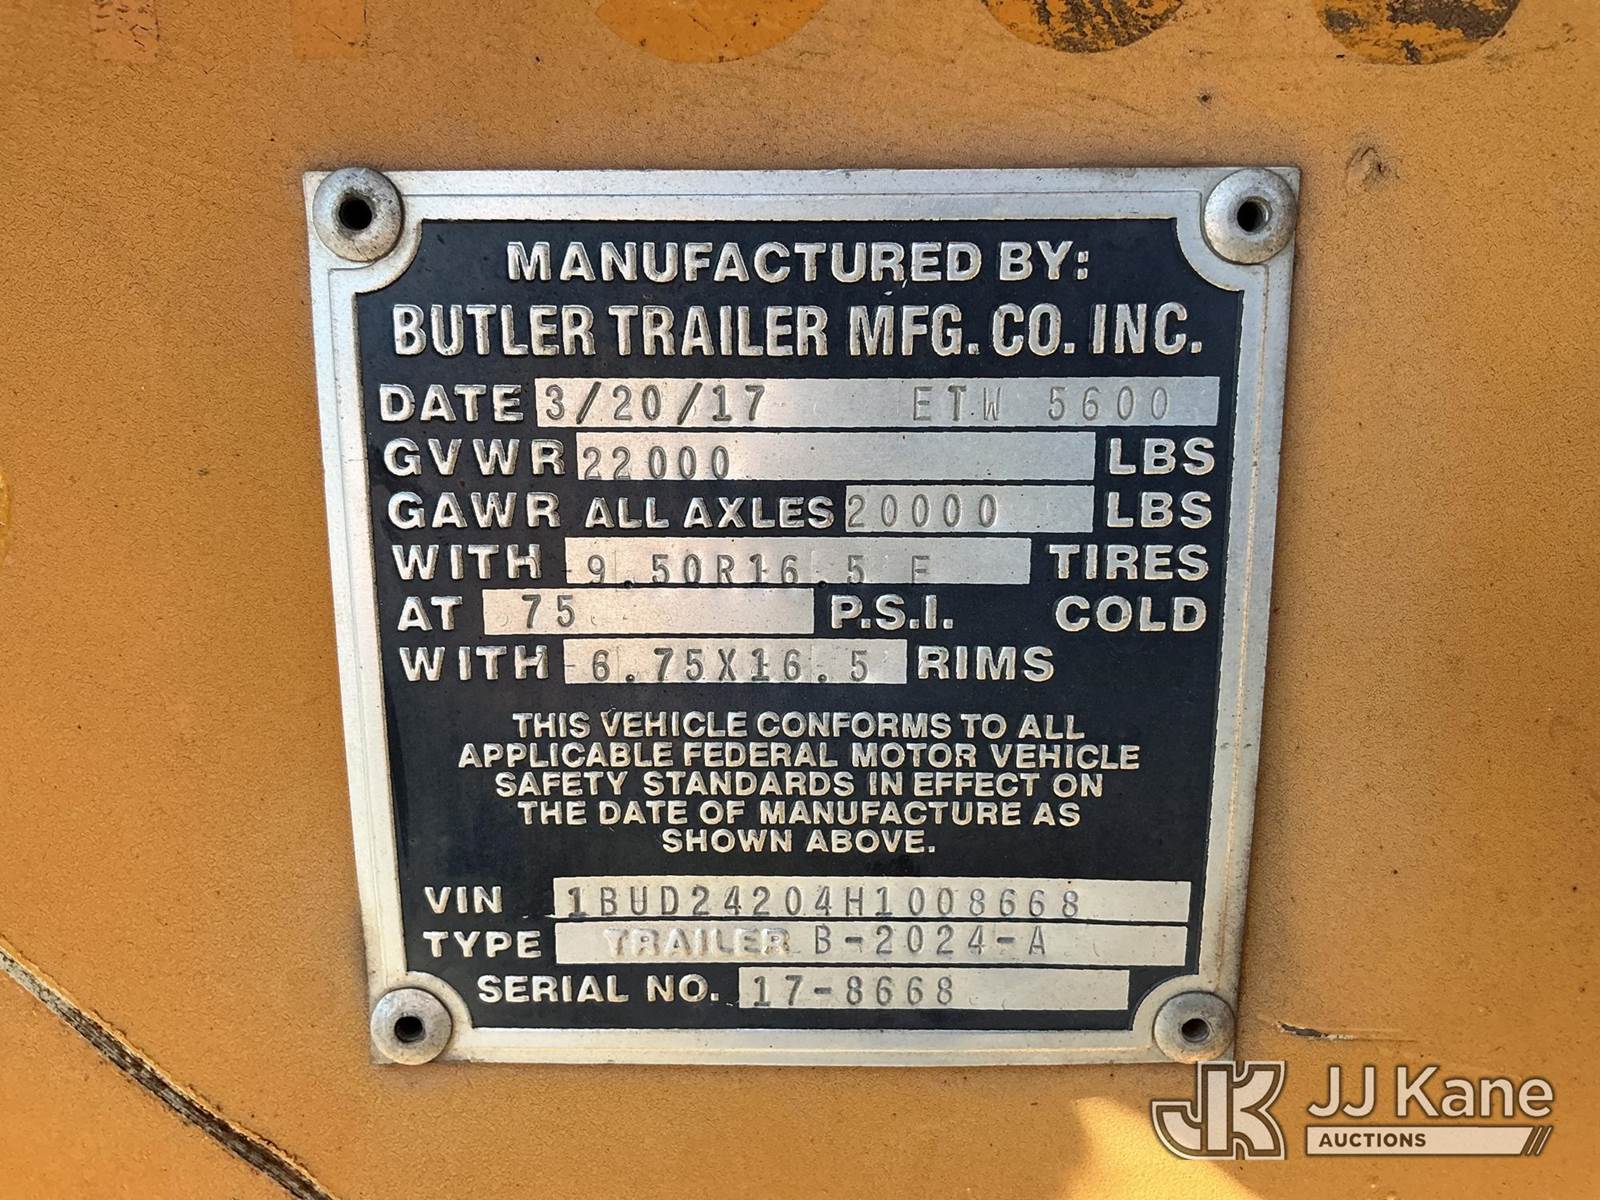 MANUFACTURED BY:
BUTLER TRAILER MFG. CO. INC.
DATE 3/20/17 ETW 5600
GVWR 22000 LBS
GAWR ALL AXLES 20000 LBS
WITH 9.50R16.5 E TIRES
AT 75 P.S.I. COLD
WITH 6.75X16.5 RIMS
THIS VEHICLE CONFORMS TO ALL
APPLICABLE FEDERAL MOTOR VEHICLE
SAFETY STANDARDS IN EFFECT ON
THE DATE OF MANUFACTURE AS
SHOWN ABOVE.
VIN 1BUD24204H1008668
TYPE TRAILER B-2024-A
SERIAL NO. 17-8668
JK JJ Kane
AUCTIONS